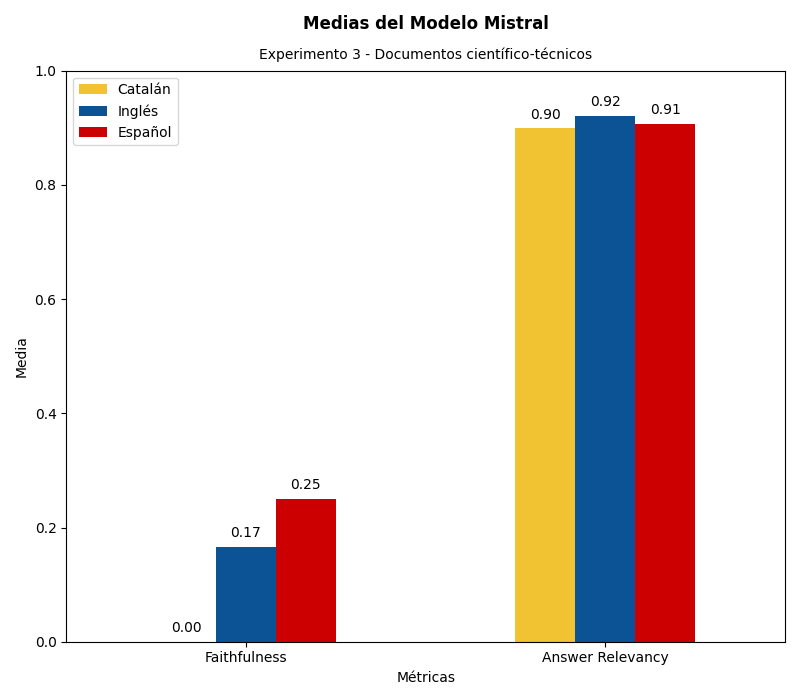 Medias del Modelo Mistral
Experimento 3 - Documentos científico-técnicos
Catalán
Inglés
Español
1.0
0.8
0.6
0.4
0.2
0.0
Media
0.00
0.17
0.25
0.90
0.92
0.91
Faithfulness
Answer Relevancy
Métricas